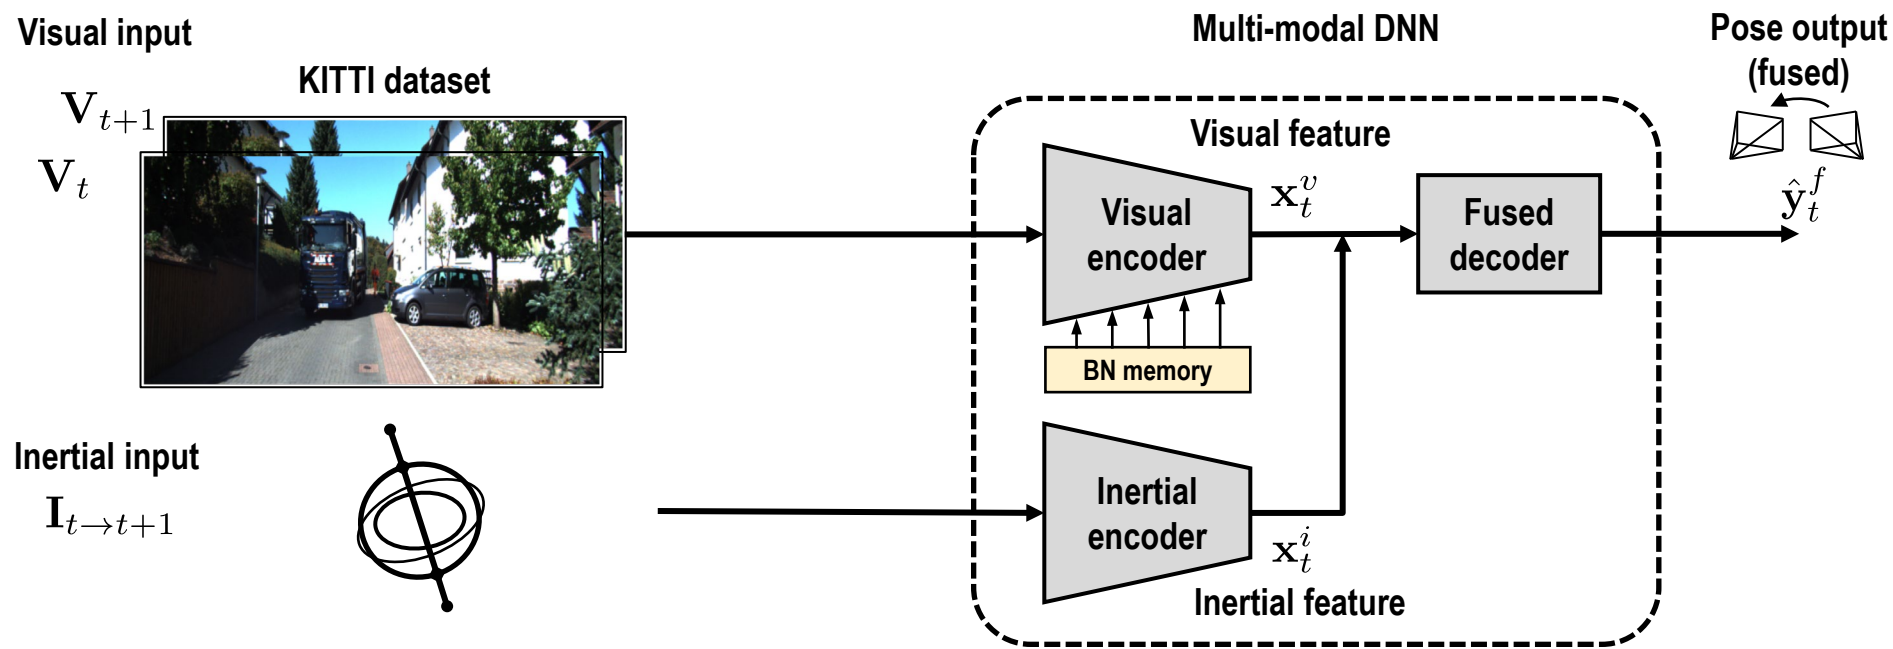 Visual input
KITTI dataset
Multi-modal DNN
Pose output
(fused)
V_{t+1}
V_t
Visual feature
x_t^v
ŷ_t^f
Visual
encoder
Fused
decoder
BN memory
Inertial input
I_{t→t+1}
Inertial
encoder
x_t^i
Inertial feature